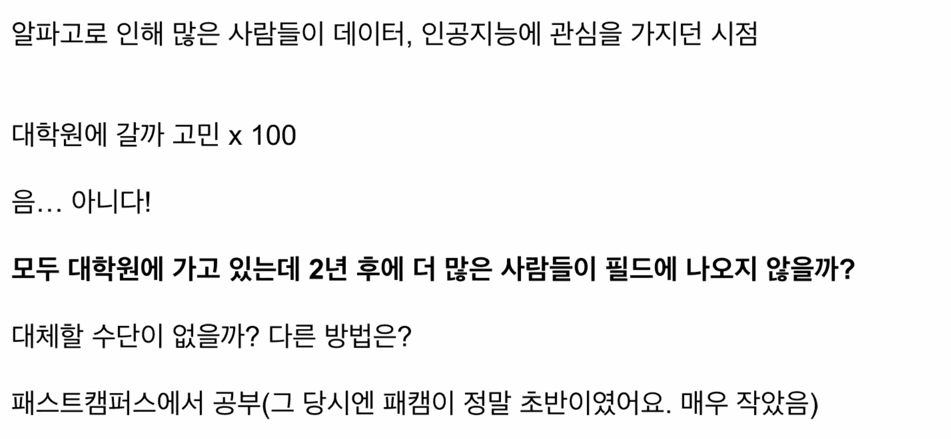 알파고로 인해 많은 사람들이 데이터, 인공지능에 관심을 가지던 시점
대학원에 갈까 고민 x 100
음... 아니다!
모두 대학원에 가고 있는데 2년 후에 더 많은 사람들이 필드에 나오지 않을까?
대체할 수단이 없을까? 다른 방법은?
패스트캠퍼스에서 공부(그 당시엔 패캠이 정말 초반이였어요. 매우 작았음)